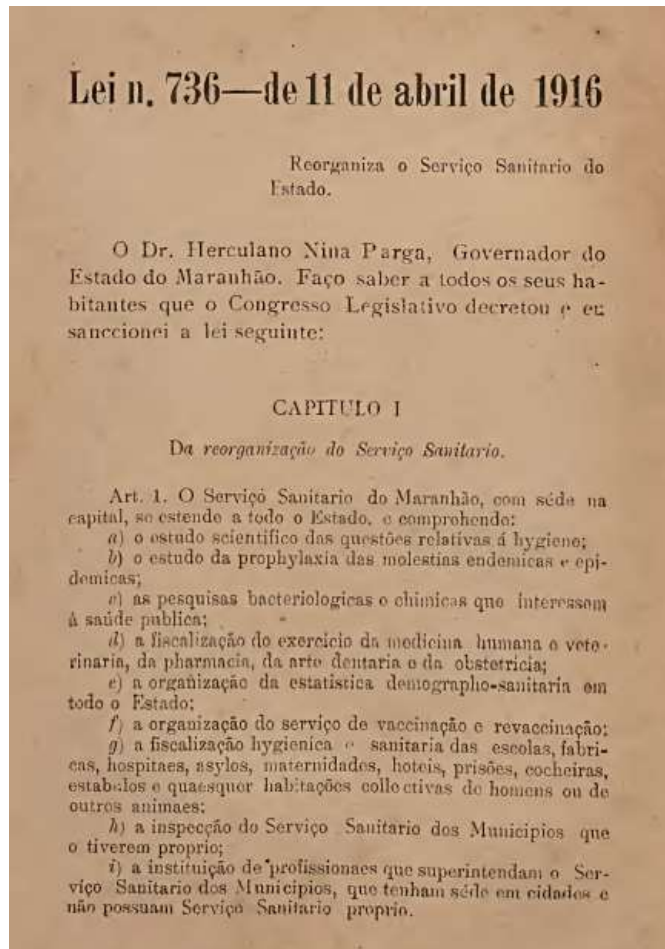 Lei n. 736—de 11 de abril de 1916
Reorganiza o Serviço Sanitario do
Estado.
O Dr. Herculano Nina Parga, Governador do
Estado do Maranhão. Faço saber a todos os seus ha-
bitantes que o Congresso Legislativo decretou e eu
sanccionei a lei seguinte:
CAPITULO I
Da reorganização do Serviço Sanitario.
Art. 1. O Serviço Sanitario do Maranhão, com séde na
capital, se estende a todo o Estado, e comprehende:
a) o estudo scientifico das questões relativas á hygiene;
b) o estudo da prophylaxia das molestias endemicas e epi-
demicas;
c) as pesquisas bacteriologicas e chimicas que interessem
á saúde publica;
d) a fiscalização do exercicio da medicina humana e vete-
rinaria, da pharmacia, da arte dentaria e da obstetricia;
e) a organização da estatistica demographo-sanitaria em
todo o Estado;
f) a organização do serviço de vaccinação e revaccinação;
g) a fiscalização hygienica e sanitaria das escolas, fabri-
cas, hospitaes, asylos, maternidades, hoteis, prisões, cocheiras,
estabulos e quaesquer habitações collectivas de homens ou de
outros animaes;
h) a inspecção do Serviço Sanitario dos Municipios que
o tiverem proprio;
i) a instituição de profissionaes que superintendam o Ser-
viço Sanitario dos Municipios, que tenham séde em cidades e
não possuam Serviço Sanitario proprio.